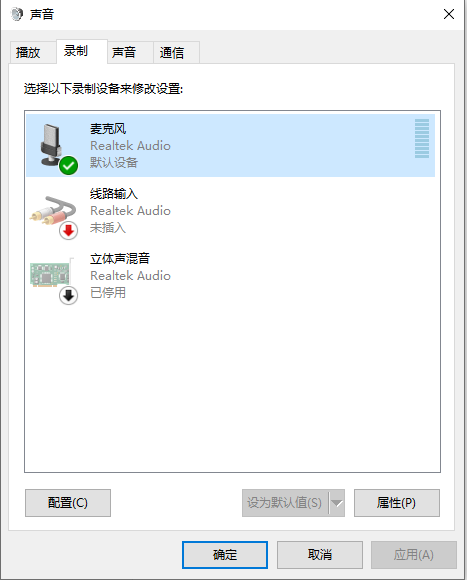 声音
播放
录制
声音
通信
选择以下录制设备来修改设置:
麦克风
Realtek Audio
默认设备
线路输入
Realtek Audio
未插入
立体声混音
Realtek Audio
已停用
配置(C)
设为默认值(S)
属性(P)
确定
取消
应用(A)